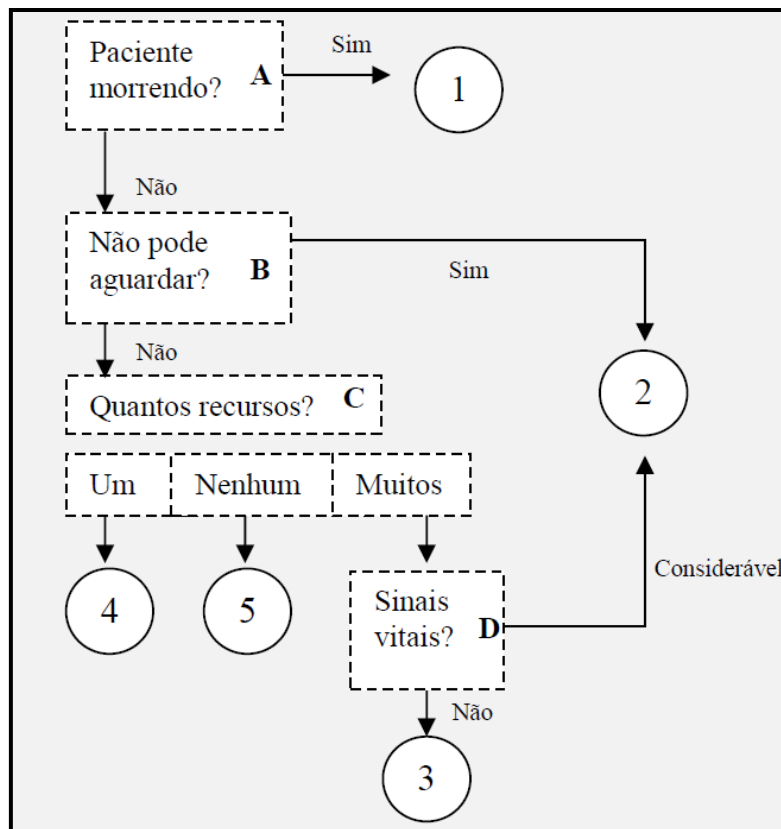 Paciente
morrendo?
A
Sim
1
Não
Não pode
aguardar?
B
Sim
Não
2
Quantos recursos?
C
Um
Nenhum
Muitos
4
5
Sinais
vitais?
D
Considerável
Não
3